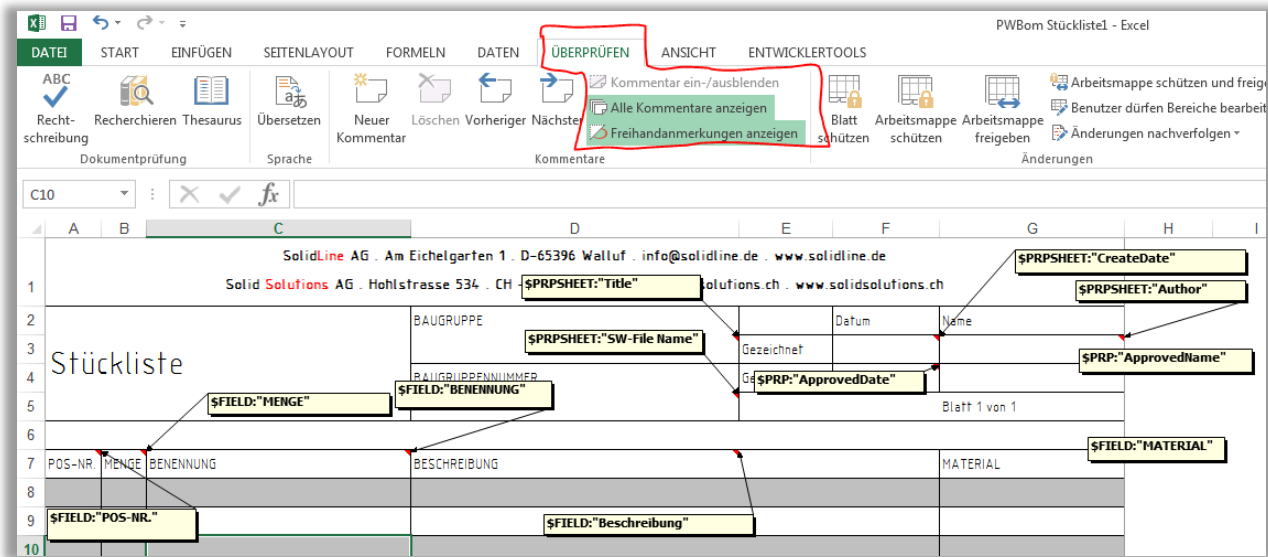 PWBom Stückliste1 - Excel
DATEI START EINFÜGEN SEITENLAYOUT FORMELN DATEN ÜBERPRÜFEN ANSICHT ENTWICKLERTOOLS
ABC
Recht-
schreibung
Recherchieren
Thesaurus
Dokumentprüfung
Übersetzen
Sprache
Neuer
Kommentar
Löschen
Vorheriger
Nächster
Kommentar ein-/ausblenden
Alle Kommentare anzeigen
Freihandanmerkungen anzeigen
Kommentare
Blatt
schützen
Arbeitsmappe
schützen
Arbeitsmappe
freigeben
Arbeitsmappe schützen und freige
Benutzer dürfen Bereiche bearbeit
Änderungen nachverfolgen
Änderungen
C10
fx
A B C D E F G H I
SolidLine AG . Am Eichelgarten 1 . D-65396 Walluf . info@solidline.de . www.solidline.de
$PRPSHEET:"CreateDate"
1
Solid Solutions AG . Hohlstrasse 534 . CH -
$PRPSHEET:"Title"
solutions.ch . www.solidsolutions.ch
$PRPSHEET:"Author"
2
BAUGRUPPE
Datum
Name
3
Stückliste
$PRPSHEET:"SW-File Name"
Gezeichnet
$PRP:"ApprovedName"
4
BAUGRUPPENNUMMER
Ge
$PRP:"ApprovedDate"
$FIELD:"BENENNUNG"
5
$FIELD:"MENGE"
Blatt 1 von 1
6
$FIELD:"MATERIAL"
7
POS-NR. MENGE BENENNUNG BESCHREIBUNG MATERIAL
8
9
$FIELD:"POS-NR."
$FIELD:"Beschreibung"
10